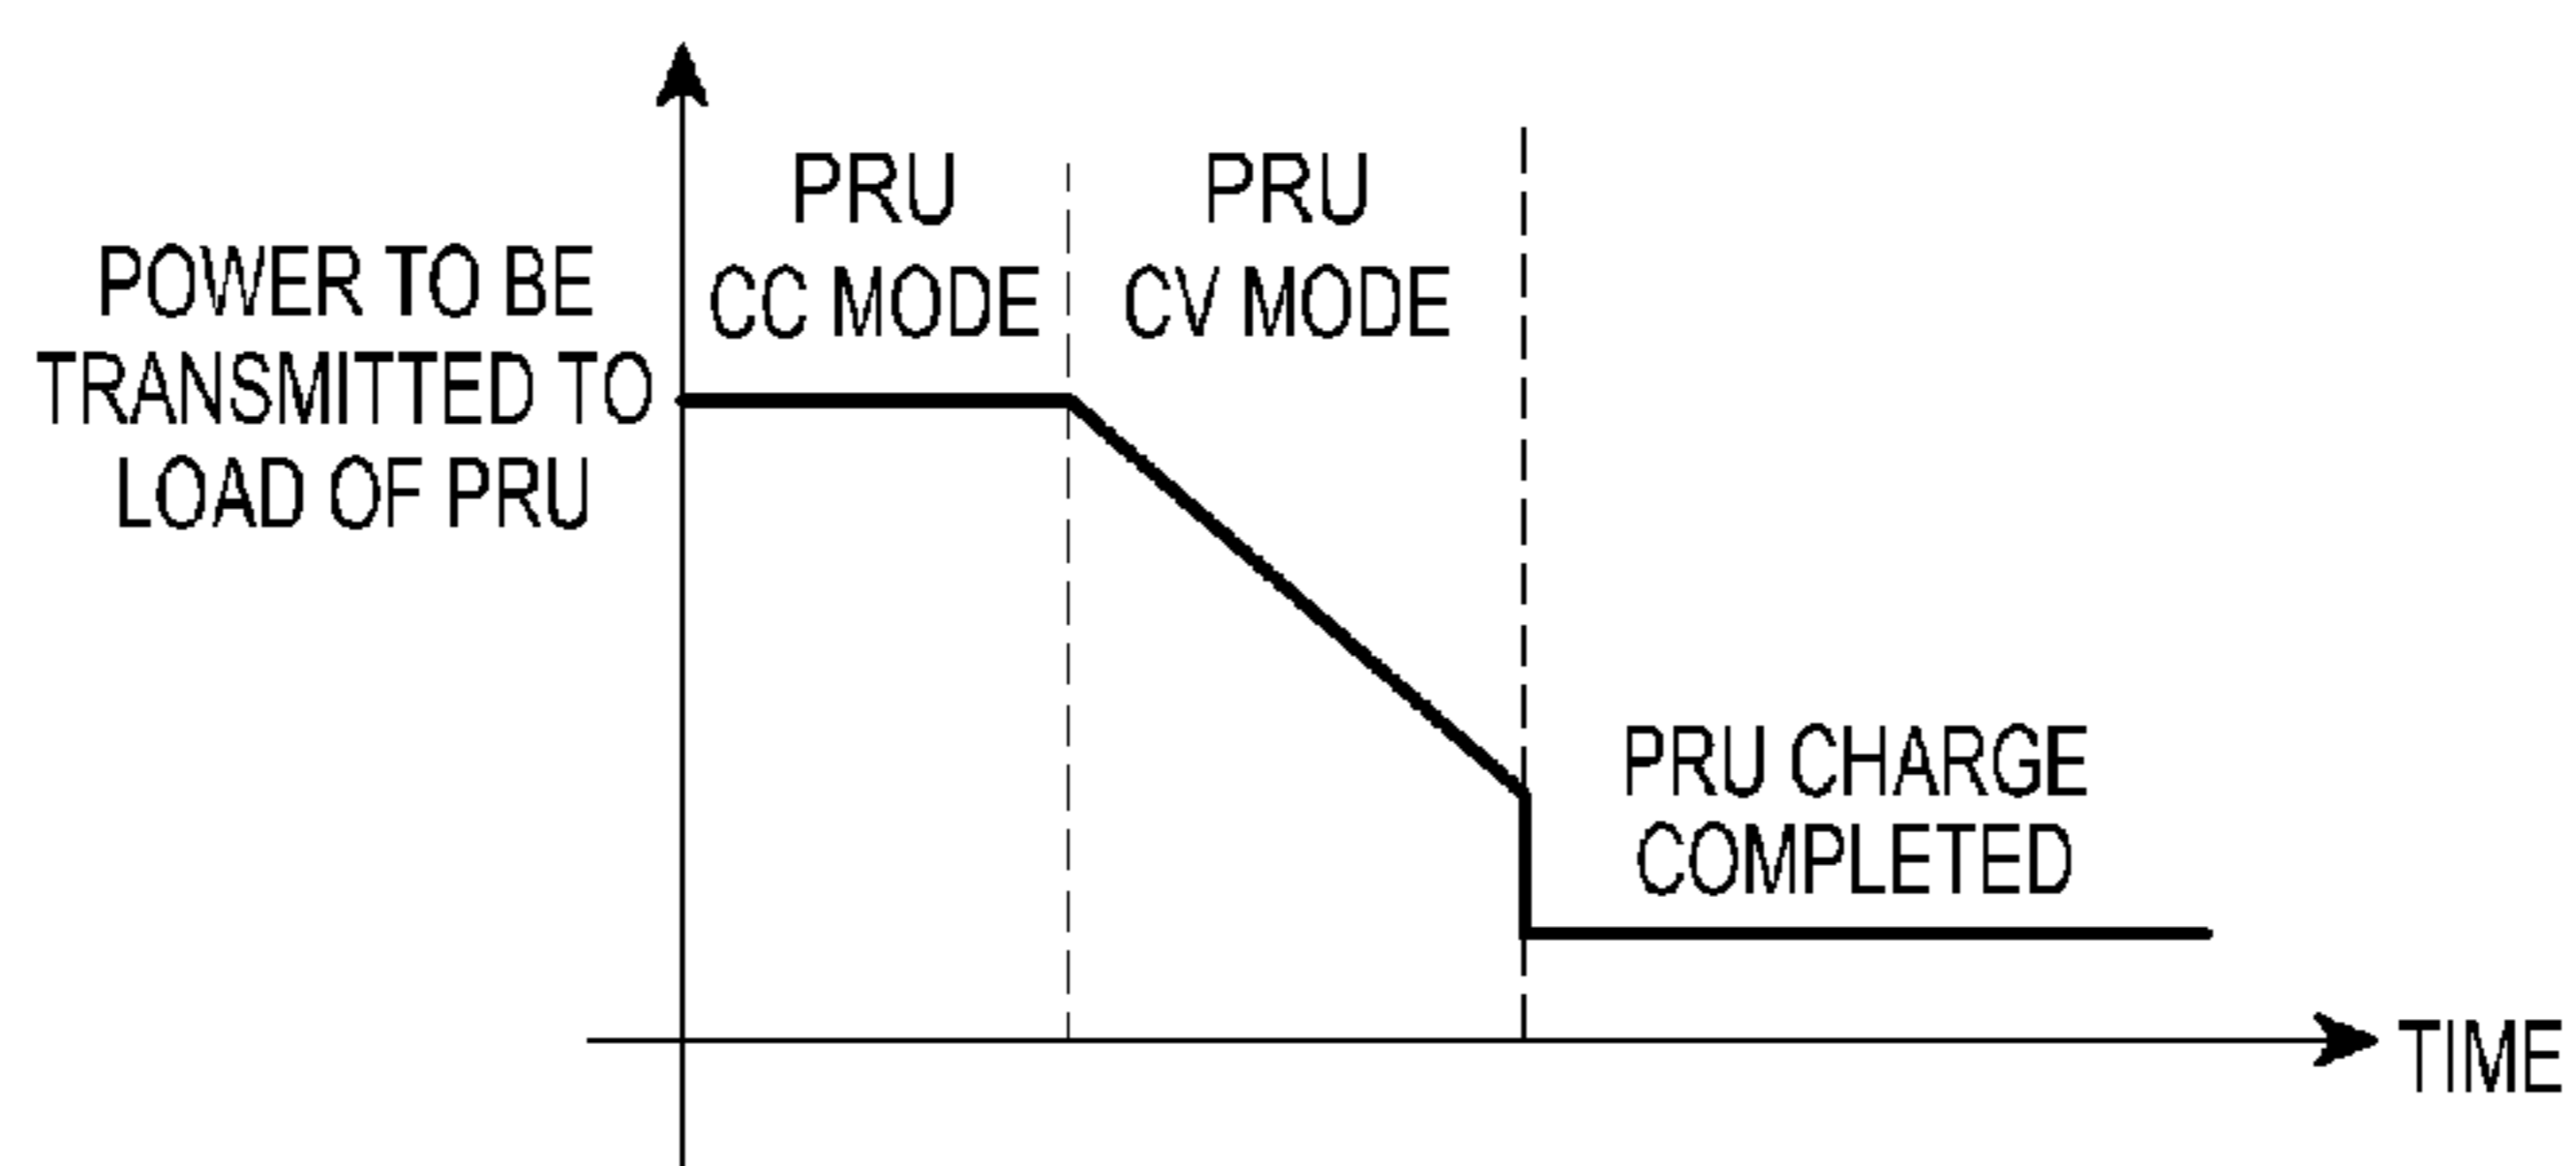 PRU
CC MODE
PRU
CV MODE
POWER TO BE
TRANSMITTED TO
LOAD OF PRU
PRU CHARGE
COMPLETED
TIME